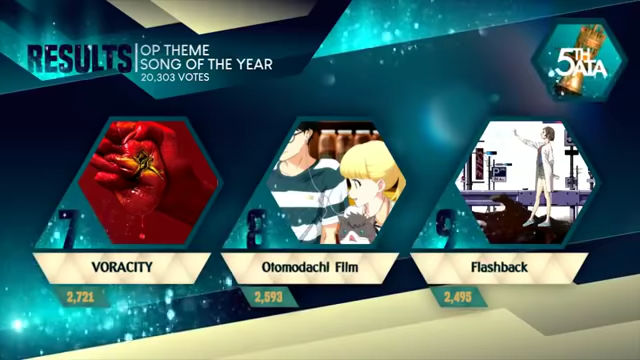 RESULTS
OP THEME
SONG OF THE YEAR
20,303 VOTES
5TH
ATA
7
8
9
VORACITY
Otomodachi Film
Flashback
2,721
2,593
2,495